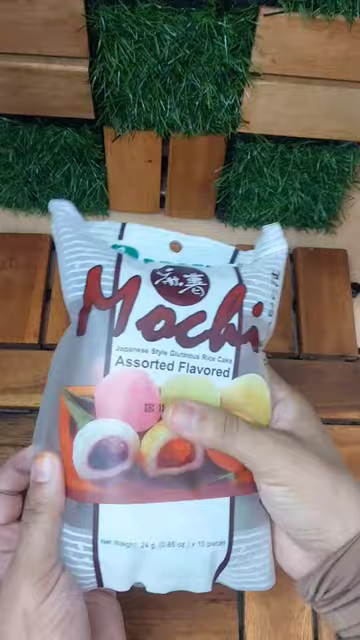 Mochi
Japanese Style Glutinous Rice Cake
Assorted Flavored
Net Weight: 24 g. (0.85 oz.) x 10 pieces